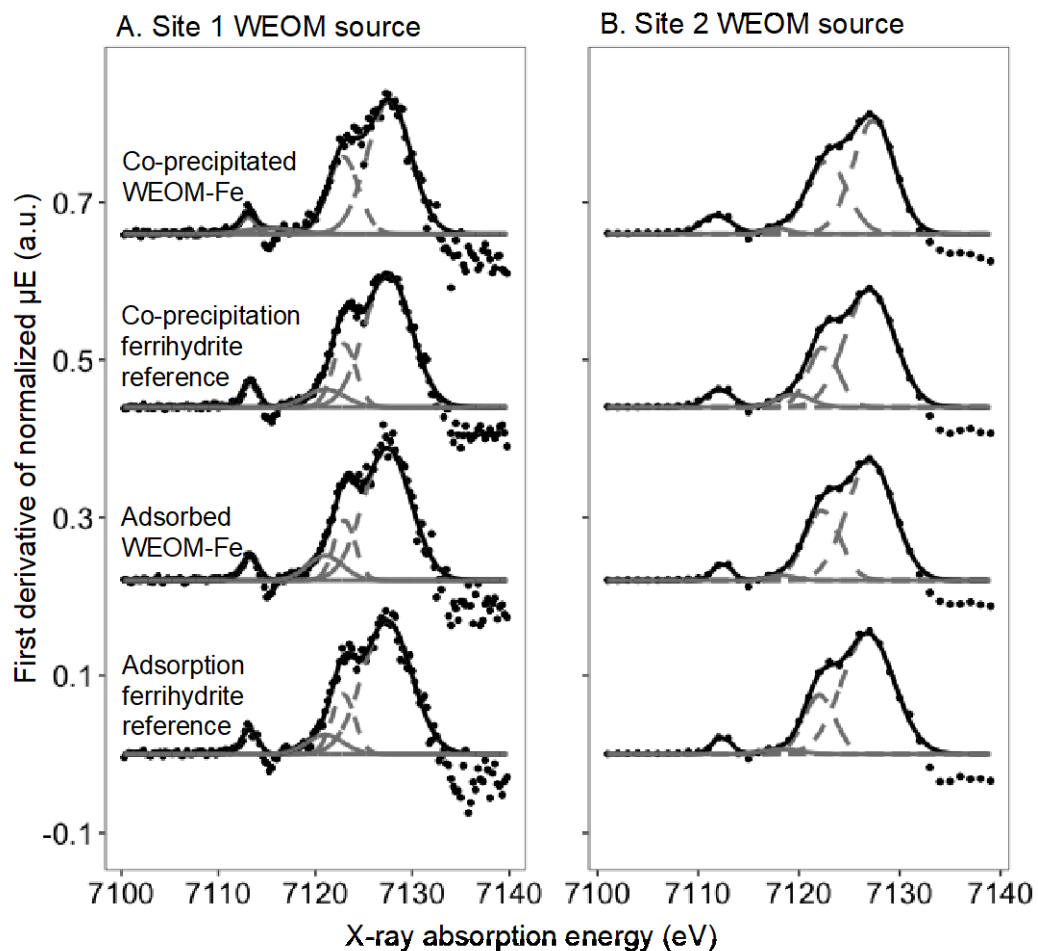 A. Site 1 WEOM source
B. Site 2 WEOM source
First derivative of normalized µE (a.u.)
0.7
0.5
0.3
0.1
-0.1
Co-precipitated
WEOM-Fe
Co-precipitation
ferrihydrite
reference
Adsorbed
WEOM-Fe
Adsorption
ferrihydrite
reference
7100 7110 7120 7130 7140
7100 7110 7120 7130 7140
X-ray absorption energy (eV)